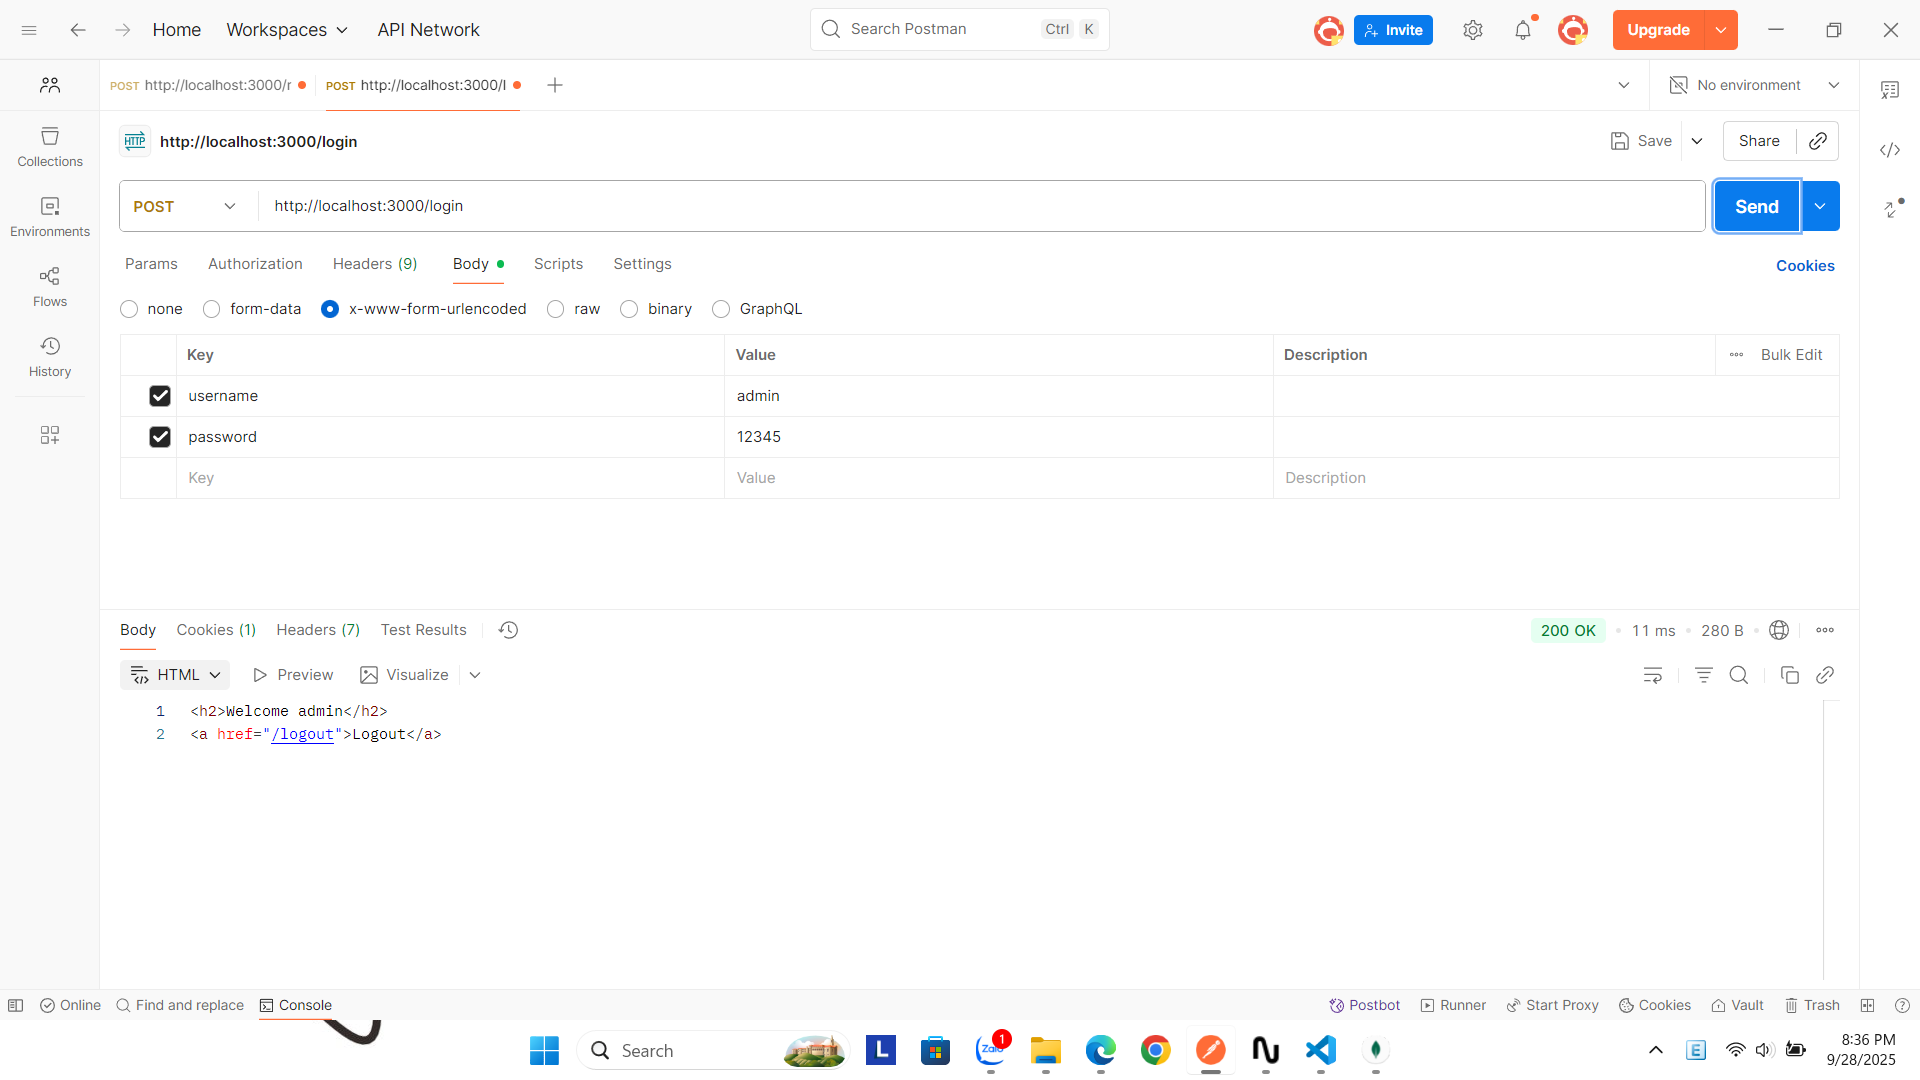 Home
Workspaces
API Network
Search Postman
Ctrl
K
Invite
Upgrade
POST http://localhost:3000/r
POST http://localhost:3000/l
No environment
Collections
Environments
Flows
History
HTTP
http://localhost:3000/login
Save
Share
POST
http://localhost:3000/login
Send
Params
Authorization
Headers (9)
Body
Scripts
Settings
Cookies
none
form-data
x-www-form-urlencoded
raw
binary
GraphQL
Key
Value
Description
Bulk Edit
username
admin
password
12345
Key
Value
Description
Body
Cookies (1)
Headers (7)
Test Results
200 OK
11 ms
280 B
HTML
Preview
Visualize
1 <h2>Welcome admin</h2>
2 <a href="/logout">Logout</a>
Online
Find and replace
Console
Postbot
Runner
Start Proxy
Cookies
Vault
Trash
Search
L
Zalo
1
E
8:36 PM
9/28/2025